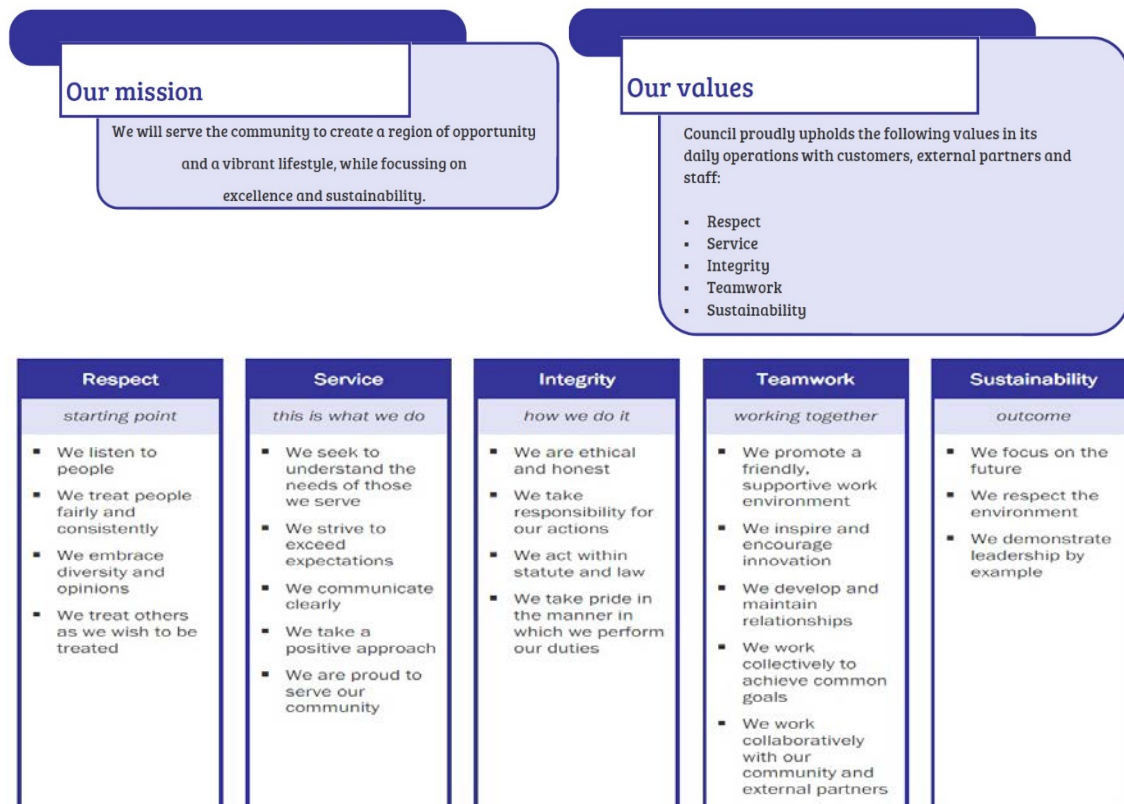 Our mission
We will serve the community to create a region of opportunity
and a vibrant lifestyle, while focussing on
excellence and sustainability.
Our values
Council proudly upholds the following values in its
daily operations with customers, external partners and
staff:
▪ Respect
▪ Service
▪ Integrity
▪ Teamwork
▪ Sustainability
Respect
starting point
▪ We listen to
people
▪ We treat people
fairly and
consistently
▪ We embrace
diversity and
opinions
▪ We treat others
as we wish to be
treated
Service
this is what we do
▪ We seek to
understand the
needs of those
we serve
▪ We strive to
exceed
expectations
▪ We communicate
clearly
▪ We take a
positive approach
▪ We are proud to
serve our
community
Integrity
how we do it
▪ We are ethical
and honest
▪ We take
responsibility for
our actions
▪ We act within
statute and law
▪ We take pride in
the manner in
which we perform
our duties
Teamwork
working together
▪ We promote a
friendly,
supportive work
environment
▪ We inspire and
encourage
innovation
▪ We develop and
maintain
relationships
▪ We work
collectively to
achieve common
goals
▪ We work
collaboratively
with our
community and
external partners
Sustainability
outcome
▪ We focus on the
future
▪ We respect the
environment
▪ We demonstrate
leadership by
example